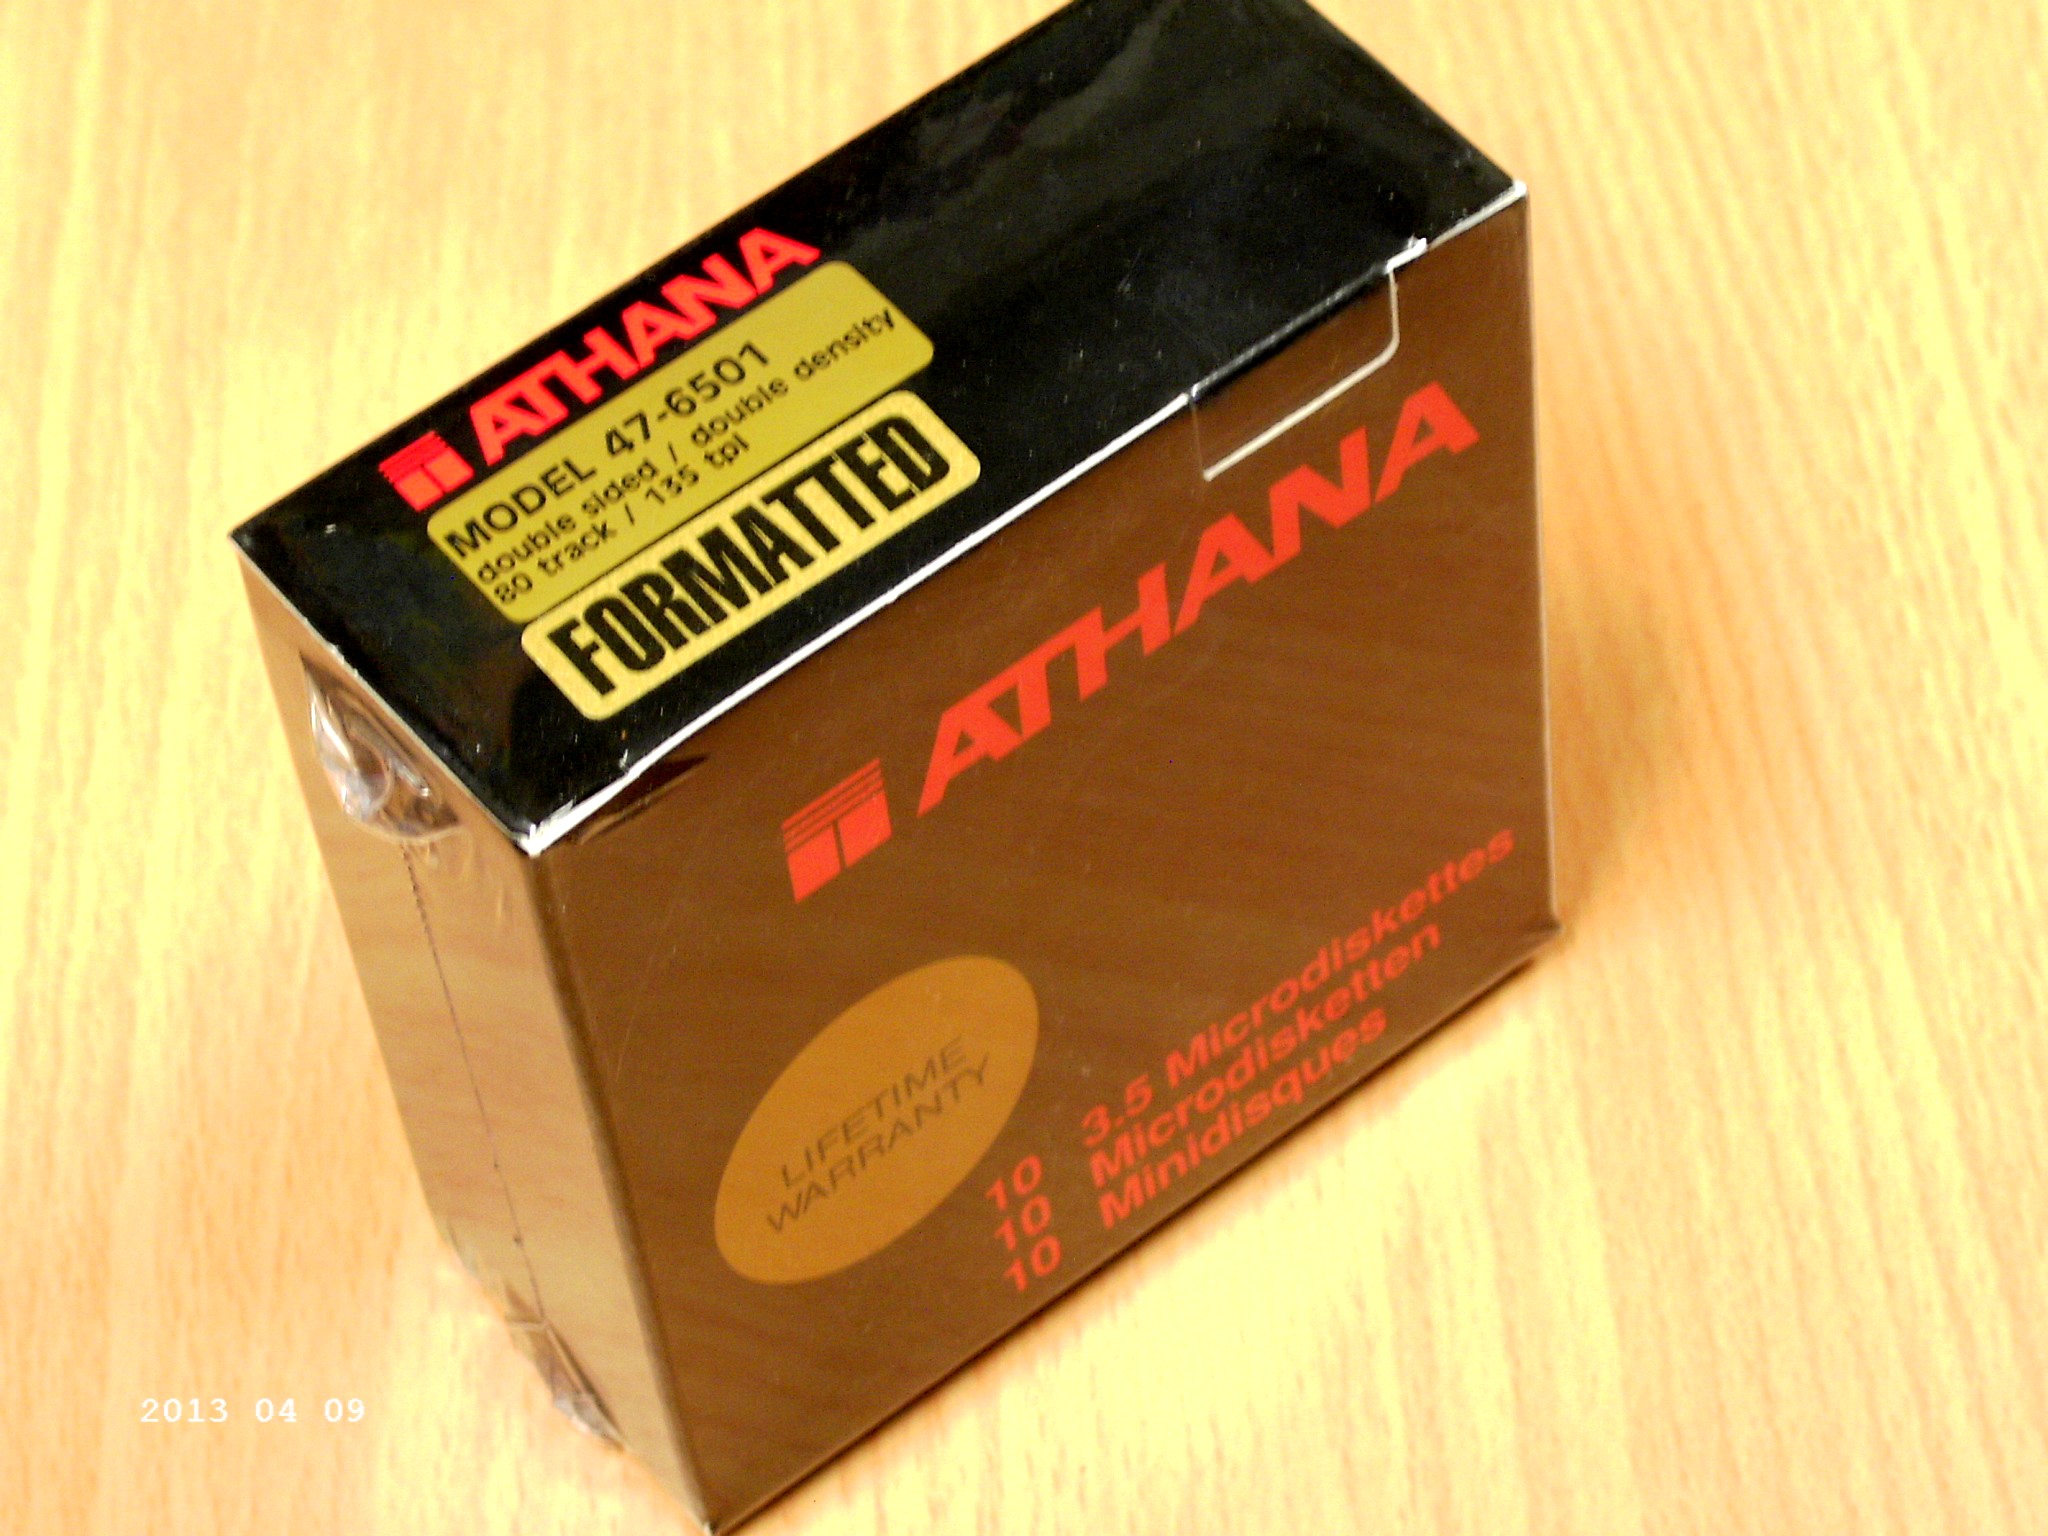 ATHANA
MODEL 47-6501
double sided / double density
80 track / 135 tpi
FORMATTED
ATHANA
LIFETIME
WARRANTY
10 3.5 Microdiskettes
10 Microdisketten
10 Minidisques
2013 04 09